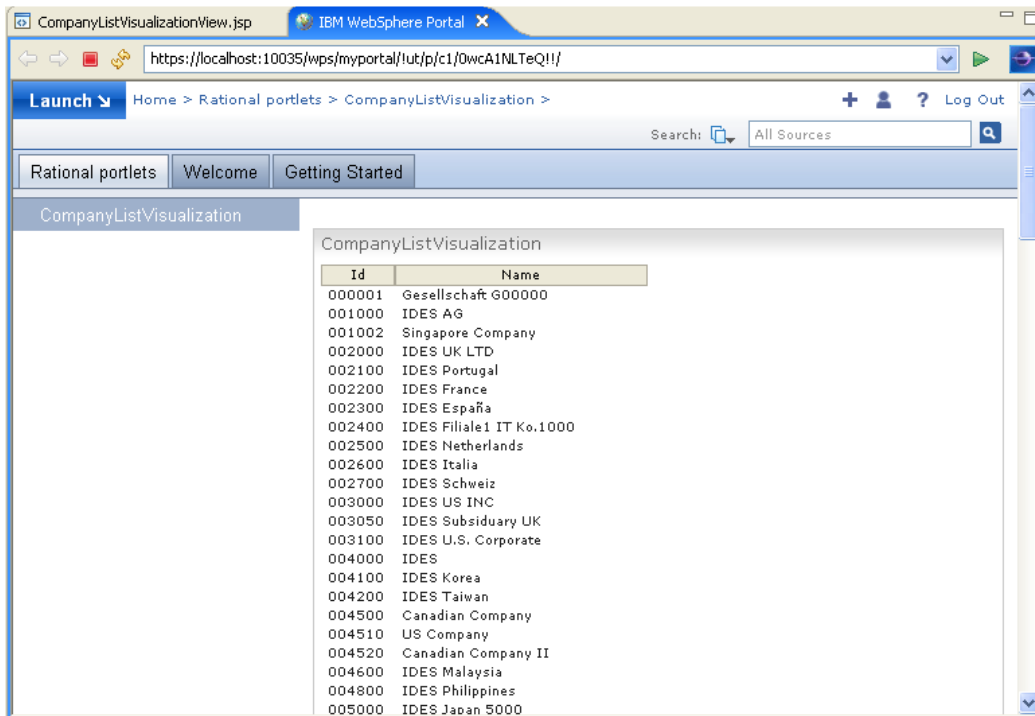 CompanyListVisualizationView.jsp IBM WebSphere Portal
https://localhost:10035/wps/myportal/!ut/p/c1/0wcA1NLTeQ!!/
Launch Home > Rational portlets > CompanyListVisualization > ? Log Out
Search: All Sources
Rational portlets Welcome Getting Started
CompanyListVisualization
CompanyListVisualization
Id Name
000001 Gesellschaft G00000
001000 IDES AG
001002 Singapore Company
002000 IDES UK LTD
002100 IDES Portugal
002200 IDES France
002300 IDES España
002400 IDES Filiale1 IT Ko.1000
002500 IDES Netherlands
002600 IDES Italia
002700 IDES Schweiz
003000 IDES US INC
003050 IDES Subsiduary UK
003100 IDES U.S. Corporate
004000 IDES
004100 IDES Korea
004200 IDES Taiwan
004500 Canadian Company
004510 US Company
004520 Canadian Company II
004600 IDES Malaysia
004800 IDES Philippines
005000 IDES Japan 5000